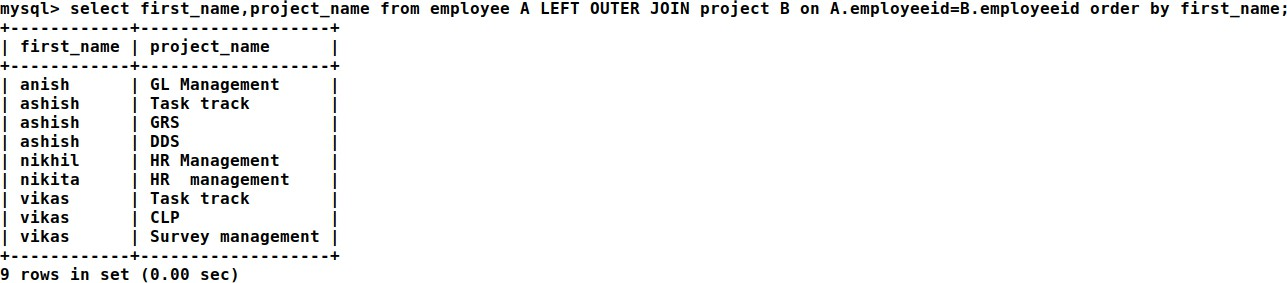 mysql> select first_name,project_name from employee A LEFT OUTER JOIN project B on A.employeeid=B.employeeid order by first_name;
+------------+-------------------+
| first_name | project_name      |
+------------+-------------------+
| anish      | GL Management     |
| ashish     | Task track        |
| ashish     | GRS               |
| ashish     | DDS               |
| nikhil     | HR Management     |
| nikita     | HR  management    |
| vikas      | Task track        |
| vikas      | CLP               |
| vikas      | Survey management |
+------------+-------------------+
9 rows in set (0.00 sec)